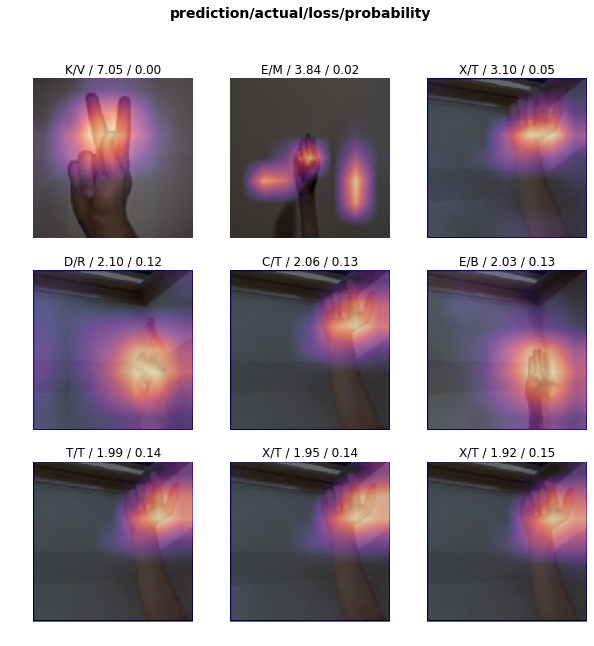 prediction/actual/loss/probability
K/V / 7.05 / 0.00
E/M / 3.84 / 0.02
X/T / 3.10 / 0.05
D/R / 2.10 / 0.12
C/T / 2.06 / 0.13
E/B / 2.03 / 0.13
T/T / 1.99 / 0.14
X/T / 1.95 / 0.14
X/T / 1.92 / 0.15